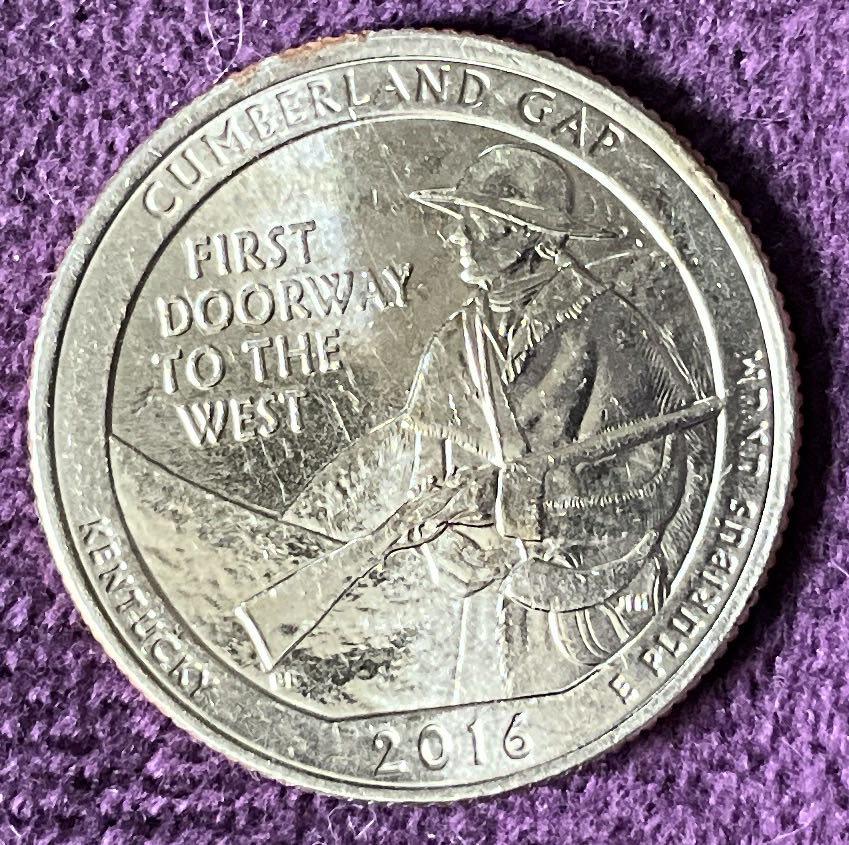 CUMBERLAND GAP
FIRST
DOORWAY
TO THE
WEST
KENTUCKY
2016
E PLURIBUS UNUM